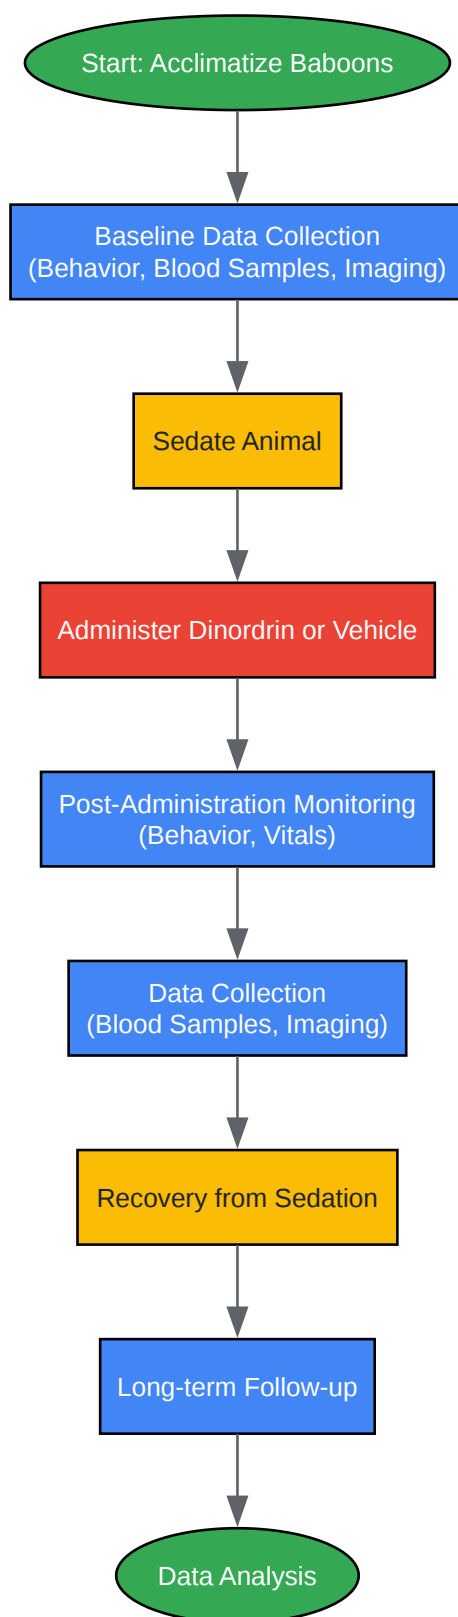 Start: Acclimatize Baboons
Baseline Data Collection
(Behavior, Blood Samples, Imaging)
Sedate Animal
Administer Dinordrin or Vehicle
Post-Administration Monitoring
(Behavior, Vitals)
Data Collection
(Blood Samples, Imaging)
Recovery from Sedation
Long-term Follow-up
Data Analysis